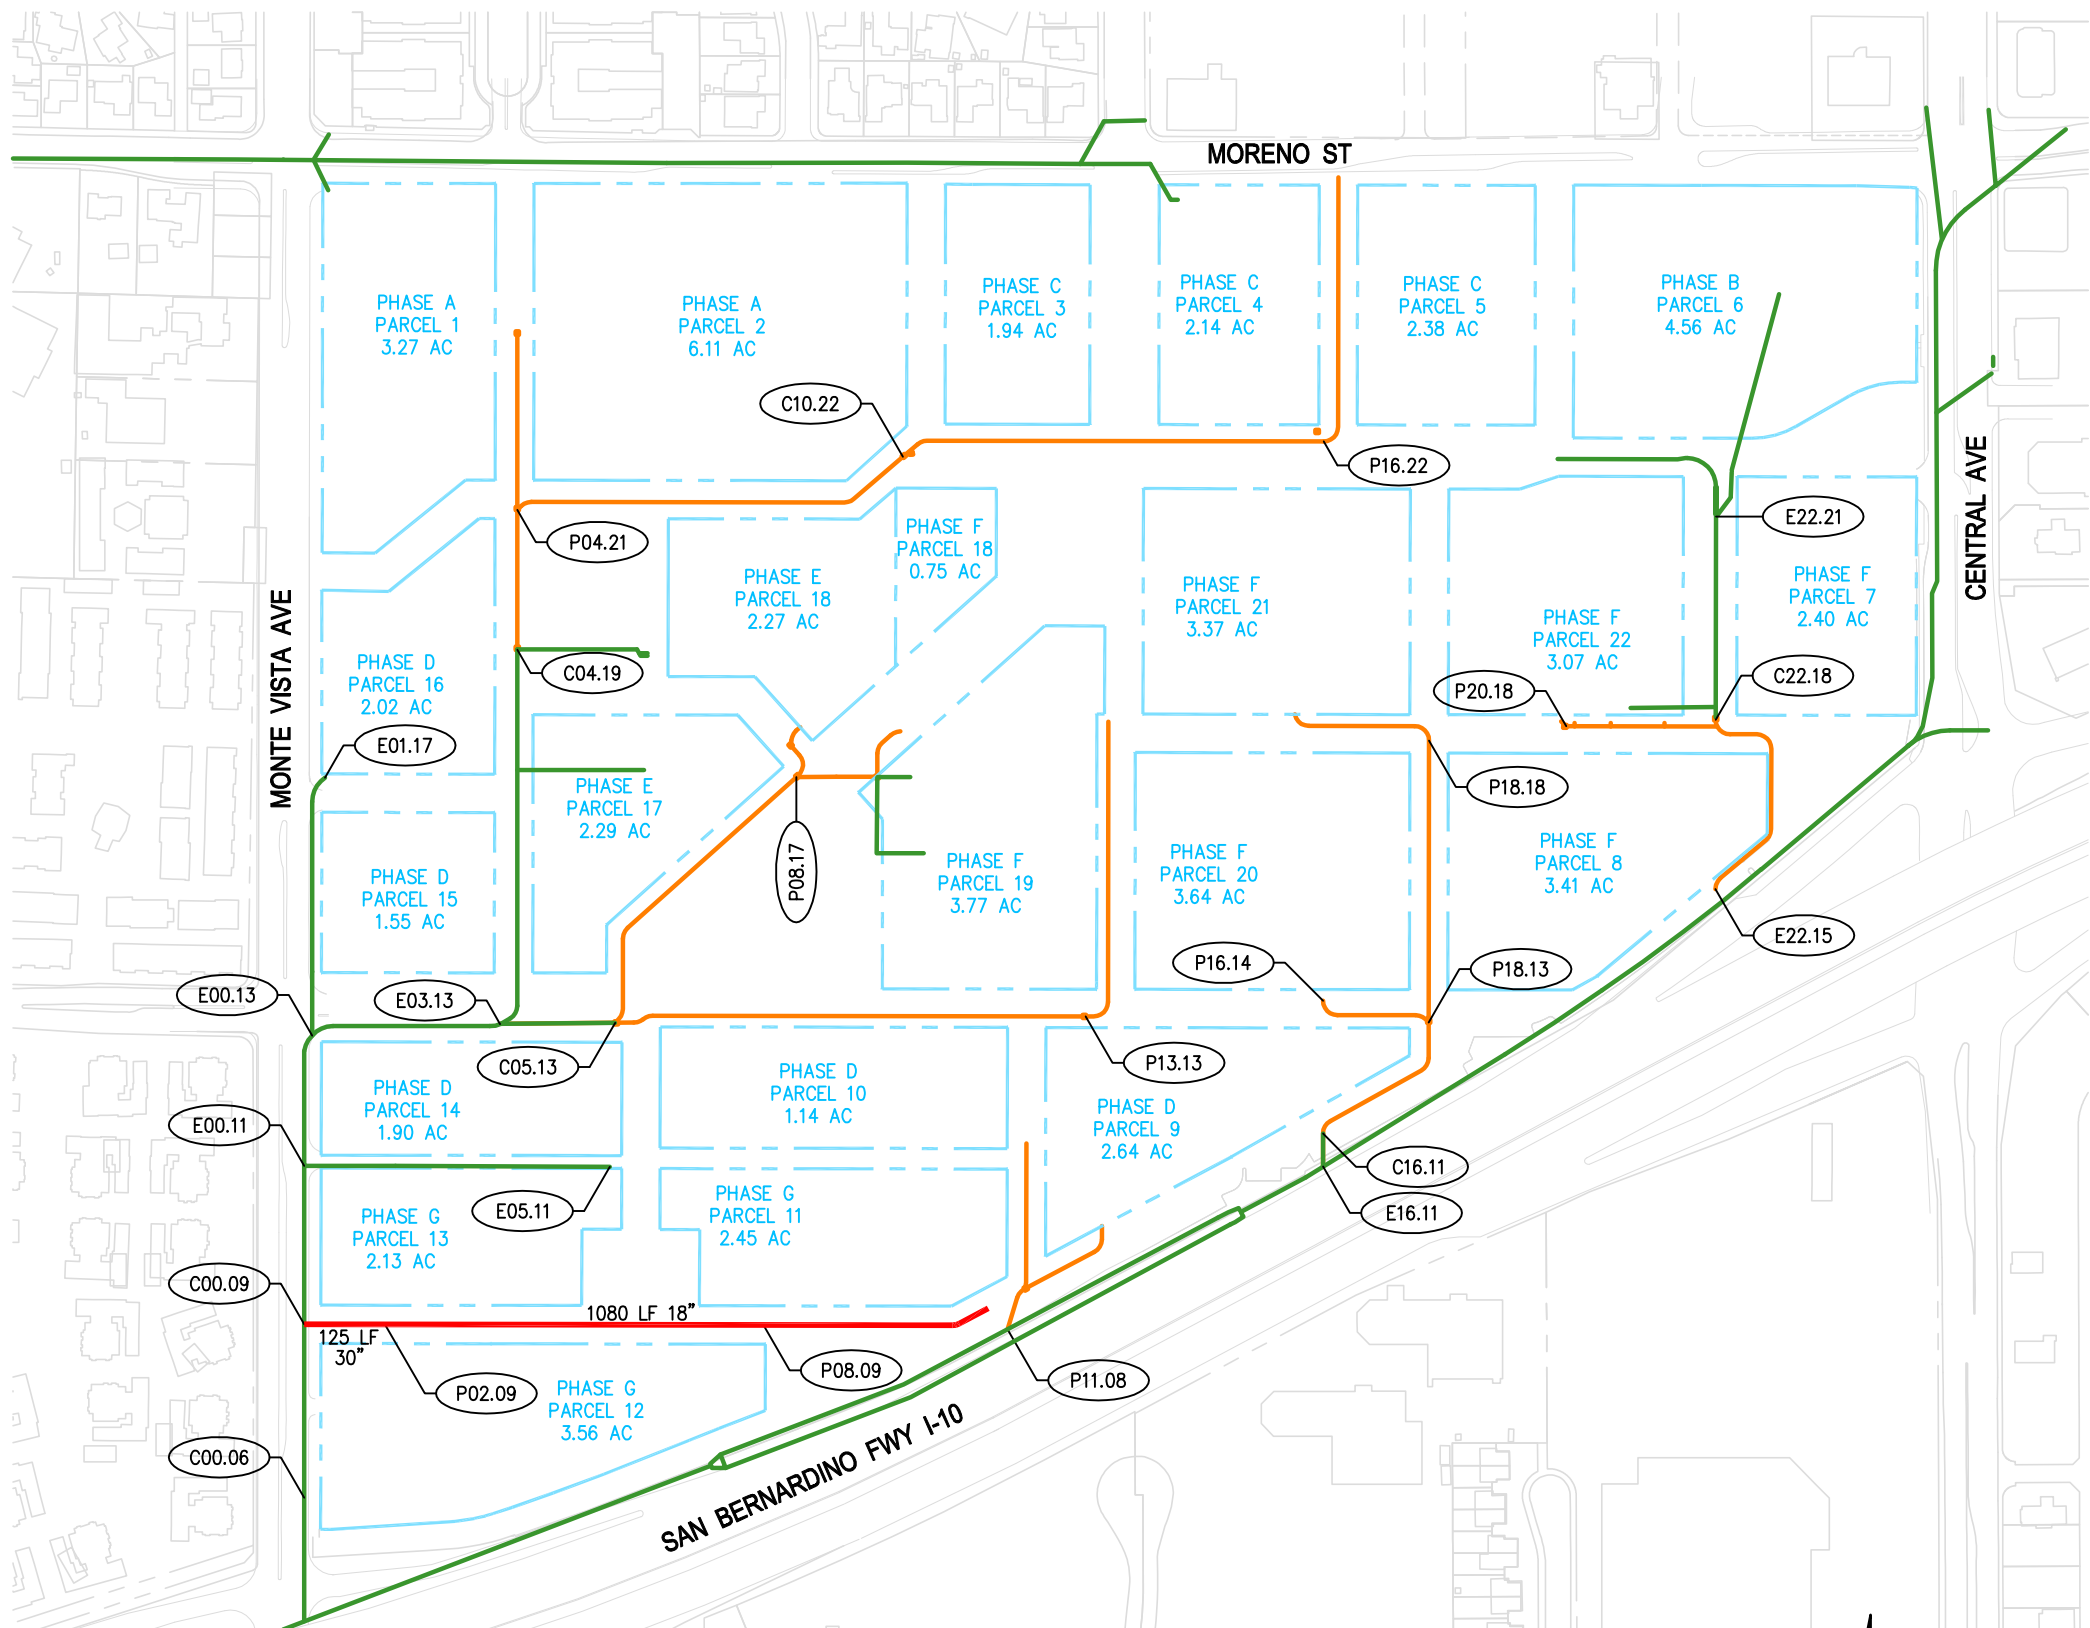 MORENO ST
PHASE A
PARCEL 1
3.27 AC
PHASE A
PARCEL 2
6.11 AC
PHASE C
PARCEL 3
1.94 AC
PHASE C
PARCEL 4
2.14 AC
PHASE C
PARCEL 5
2.38 AC
PHASE B
PARCEL 6
4.56 AC
C10.22
P16.22
P04.21
E22.21
CENTRAL AVE
PHASE F
PARCEL 18
0.75 AC
PHASE E
PARCEL 18
2.27 AC
PHASE F
PARCEL 21
3.37 AC
PHASE F
PARCEL 22
3.07 AC
PHASE F
PARCEL 7
2.40 AC
MONTE VISTA AVE
PHASE D
PARCEL 16
2.02 AC
C04.19
P20.18
C22.18
E01.17
PHASE E
PARCEL 17
2.29 AC
P18.18
P08.17
PHASE D
PARCEL 15
1.55 AC
PHASE F
PARCEL 19
3.77 AC
PHASE F
PARCEL 20
3.64 AC
PHASE F
PARCEL 8
3.41 AC
E22.15
P16.14
P18.13
E00.13
E03.13
C05.13
P13.13
PHASE D
PARCEL 14
1.90 AC
PHASE D
PARCEL 10
1.14 AC
PHASE D
PARCEL 9
2.64 AC
E00.11
C16.11
E05.11
E16.11
PHASE G
PARCEL 13
2.13 AC
PHASE G
PARCEL 11
2.45 AC
C00.09
1080 LF 18"
125 LF
30"
P02.09
P08.09
P11.08
PHASE G
PARCEL 12
3.56 AC
C00.06
SAN BERNARDINO FWY I-10